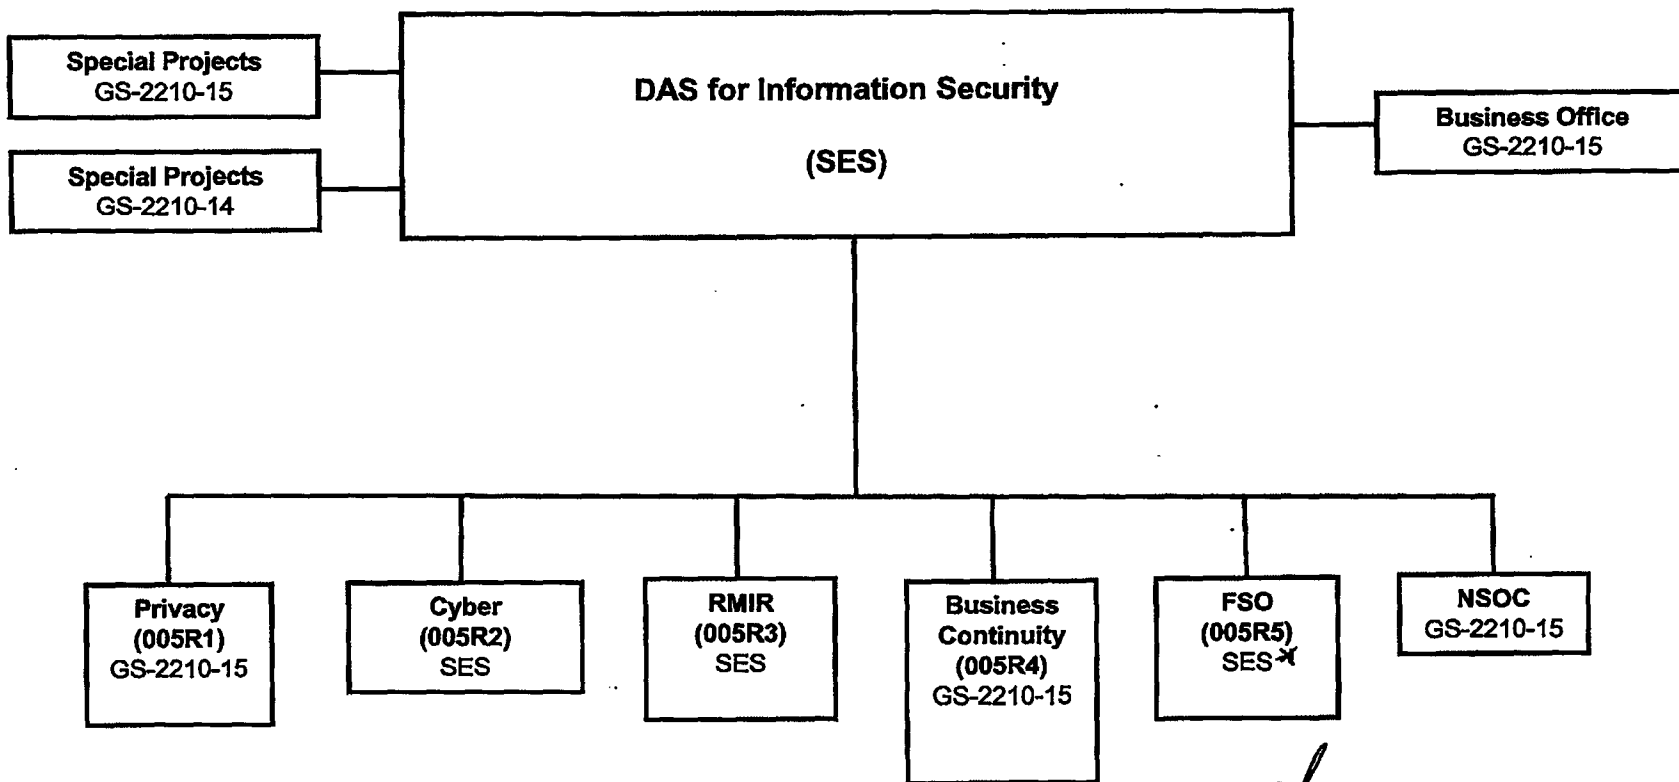 Special Projects
GS-2210-15
Special Projects
GS-2210-14
DAS for Information Security
(SES)
Business Office
GS-2210-15
Privacy
(005R1)
GS-2210-15
Cyber
(005R2)
SES
RMIR
(005R3)
SES
Business
Continuity
(005R4)
GS-2210-15
FSO
(005R5)
SES*
NSOC
GS-2210-15